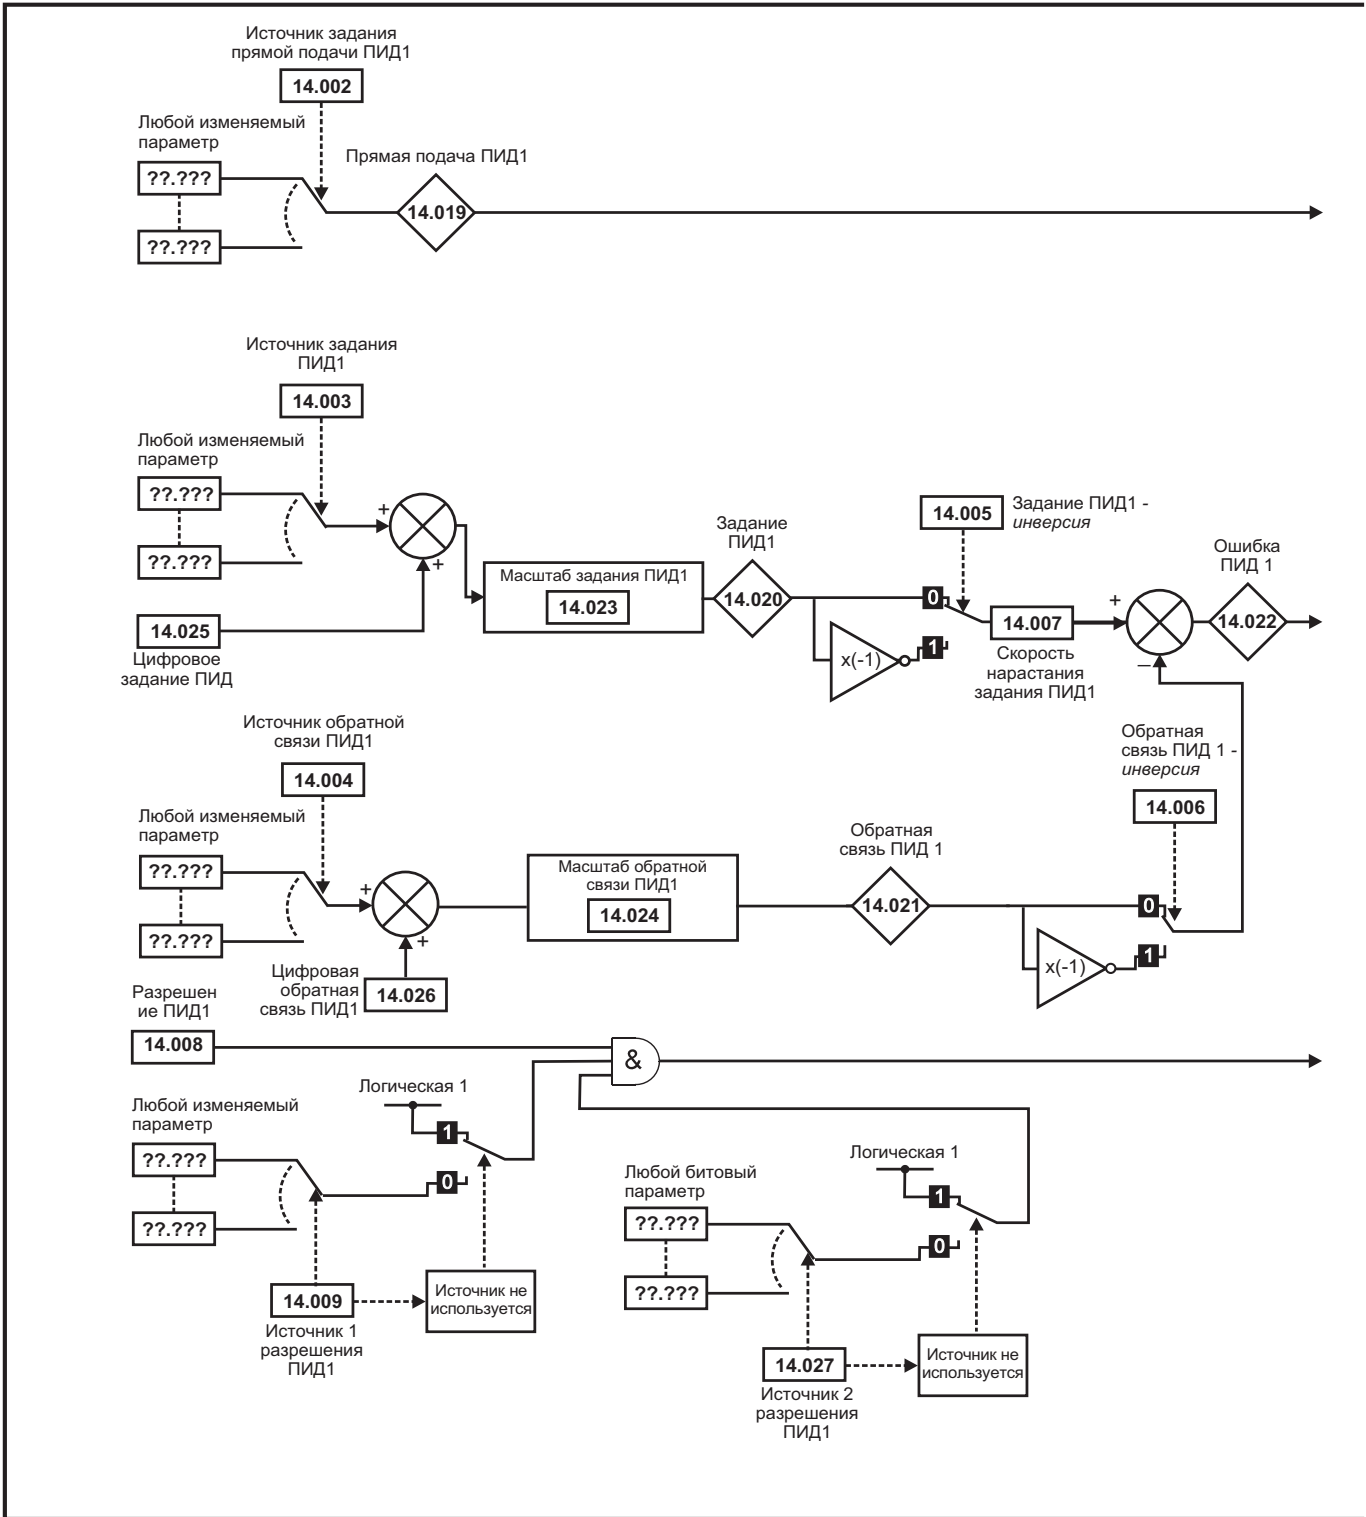 Источник задания
прямой подачи ПИД1
14.002
Любой изменяемый
параметр
??.???
??.???
Прямая подача ПИД1
14.019
Источник задания
ПИД1
14.003
Любой изменяемый
параметр
??.???
??.???
+
+
14.025
Цифровое
задание ПИД
Масштаб задания ПИД1
14.023
Задание
ПИД1
14.020
x(-1)
0
1
14.005
Задание ПИД1 -
инверсия
14.007
Скорость
нарастания
задания ПИД1
+
–
Ошибка
ПИД 1
14.022
Источник обратной
связи ПИД1
14.004
Любой изменяемый
параметр
??.???
??.???
+
+
Цифровая
обратная
связь ПИД1
14.026
Масштаб обратной
связи ПИД1
14.024
Обратная
связь ПИД 1
14.021
x(-1)
0
1
Обратная
связь ПИД 1 -
инверсия
14.006
Разрешен
ие ПИД1
14.008
&
Любой изменяемый
параметр
??.???
??.???
Логическая 1
1
0
14.009
Источник 1
разрешения
ПИД1
Источник не
используется
Любой битовый
параметр
??.???
??.???
Логическая 1
1
0
14.027
Источник 2
разрешения
ПИД1
Источник не
используется